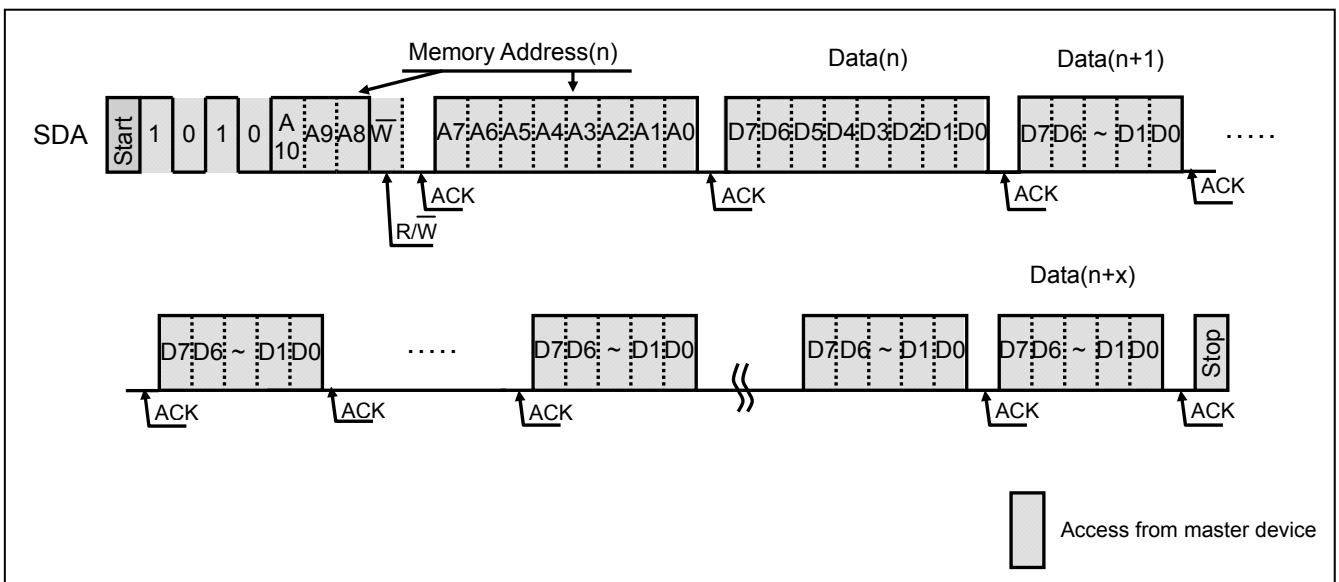 Memory Address(n) Data(n) Data(n+1)
SDA Start 1 0 1 0 A10 A9 A8 W̅ A7 A6 A5 A4 A3 A2 A1 A0 D7 D6 D5 D4 D3 D2 D1 D0 D7 D6 ~ D1 D0 .....
ACK ACK ACK ACK
R/W̅
Data(n+x)
D7 D6 ~ D1 D0 ..... D7 D6 ~ D1 D0 D7 D6 ~ D1 D0 D7 D6 ~ D1 D0 Stop
ACK ACK ACK ACK ACK
Access from master device